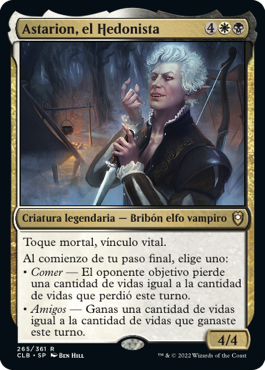 Astarion, el Hedonista 4
Criatura legendaria — Bribón elfo vampiro
Toque mortal, vínculo vital.
Al comienzo de tu paso final, elige uno:
• Comer — El oponente objetivo pierde
una cantidad de vidas igual a la cantidad
de vidas que perdió este turno.
• Amigos — Ganas una cantidad de vidas
igual a la cantidad de vidas que ganaste
este turno.
4/4
265/361 R
CLB • SP Ben Hill
™ & © 2022 Wizards of the Coast